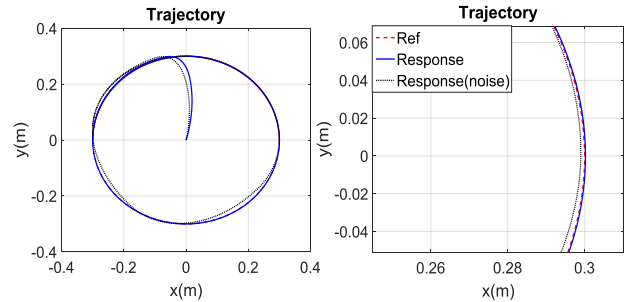 Trajectory
0.4
0.2
0
-0.2
-0.4
y(m)
-0.4
-0.2
0
0.2
0.4
x(m)
Trajectory
Ref
Response
Response(noise)
0.06
0.04
0.02
0
-0.02
-0.04
y(m)
0.26
0.28
0.3
x(m)